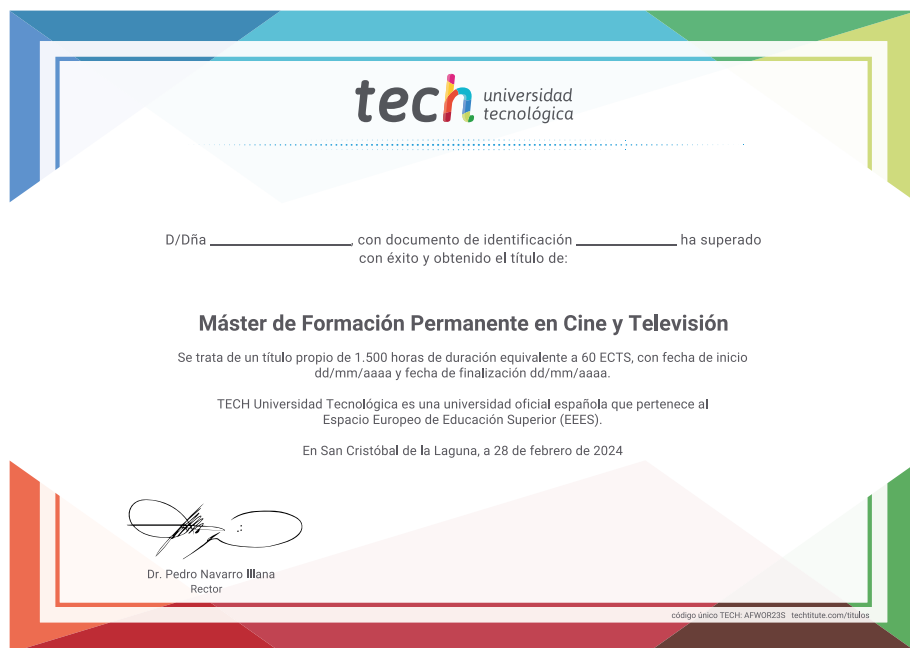 tech universidad
tecnológica
D/Dña ____________________, con documento de identificación ______________ ha superado
con éxito y obtenido el título de:
Máster de Formación Permanente en Cine y Televisión
Se trata de un título propio de 1.500 horas de duración equivalente a 60 ECTS, con fecha de inicio
dd/mm/aaaa y fecha de finalización dd/mm/aaaa.
TECH Universidad Tecnológica es una universidad oficial española que pertenece al
Espacio Europeo de Educación Superior (EEES).
En San Cristóbal de la Laguna, a 28 de febrero de 2024
Dr. Pedro Navarro Illana
Rector
código único TECH: AFWOR23S techtitute.com/titulos